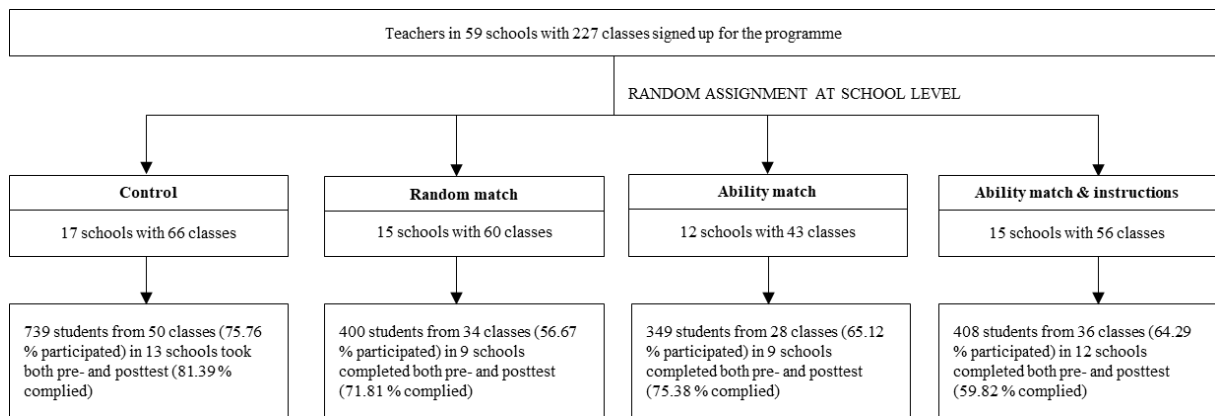 Teachers in 59 schools with 227 classes signed up for the programme
RANDOM ASSIGNMENT AT SCHOOL LEVEL
Control
17 schools with 66 classes
Random match
15 schools with 60 classes
Ability match
12 schools with 43 classes
Ability match & instructions
15 schools with 56 classes
739 students from 50 classes (75.76
% participated) in 13 schools took
both pre- and posttest (81.39 %
complied)
400 students from 34 classes (56.67
% participated) in 9 schools
completed both pre- and posttest
(71.81 % complied)
349 students from 28 classes (65.12
% participated) in 9 schools
completed both pre- and posttest
(75.38 % complied)
408 students from 36 classes (64.29
% participated) in 12 schools
completed both pre- and posttest
(59.82 % complied)